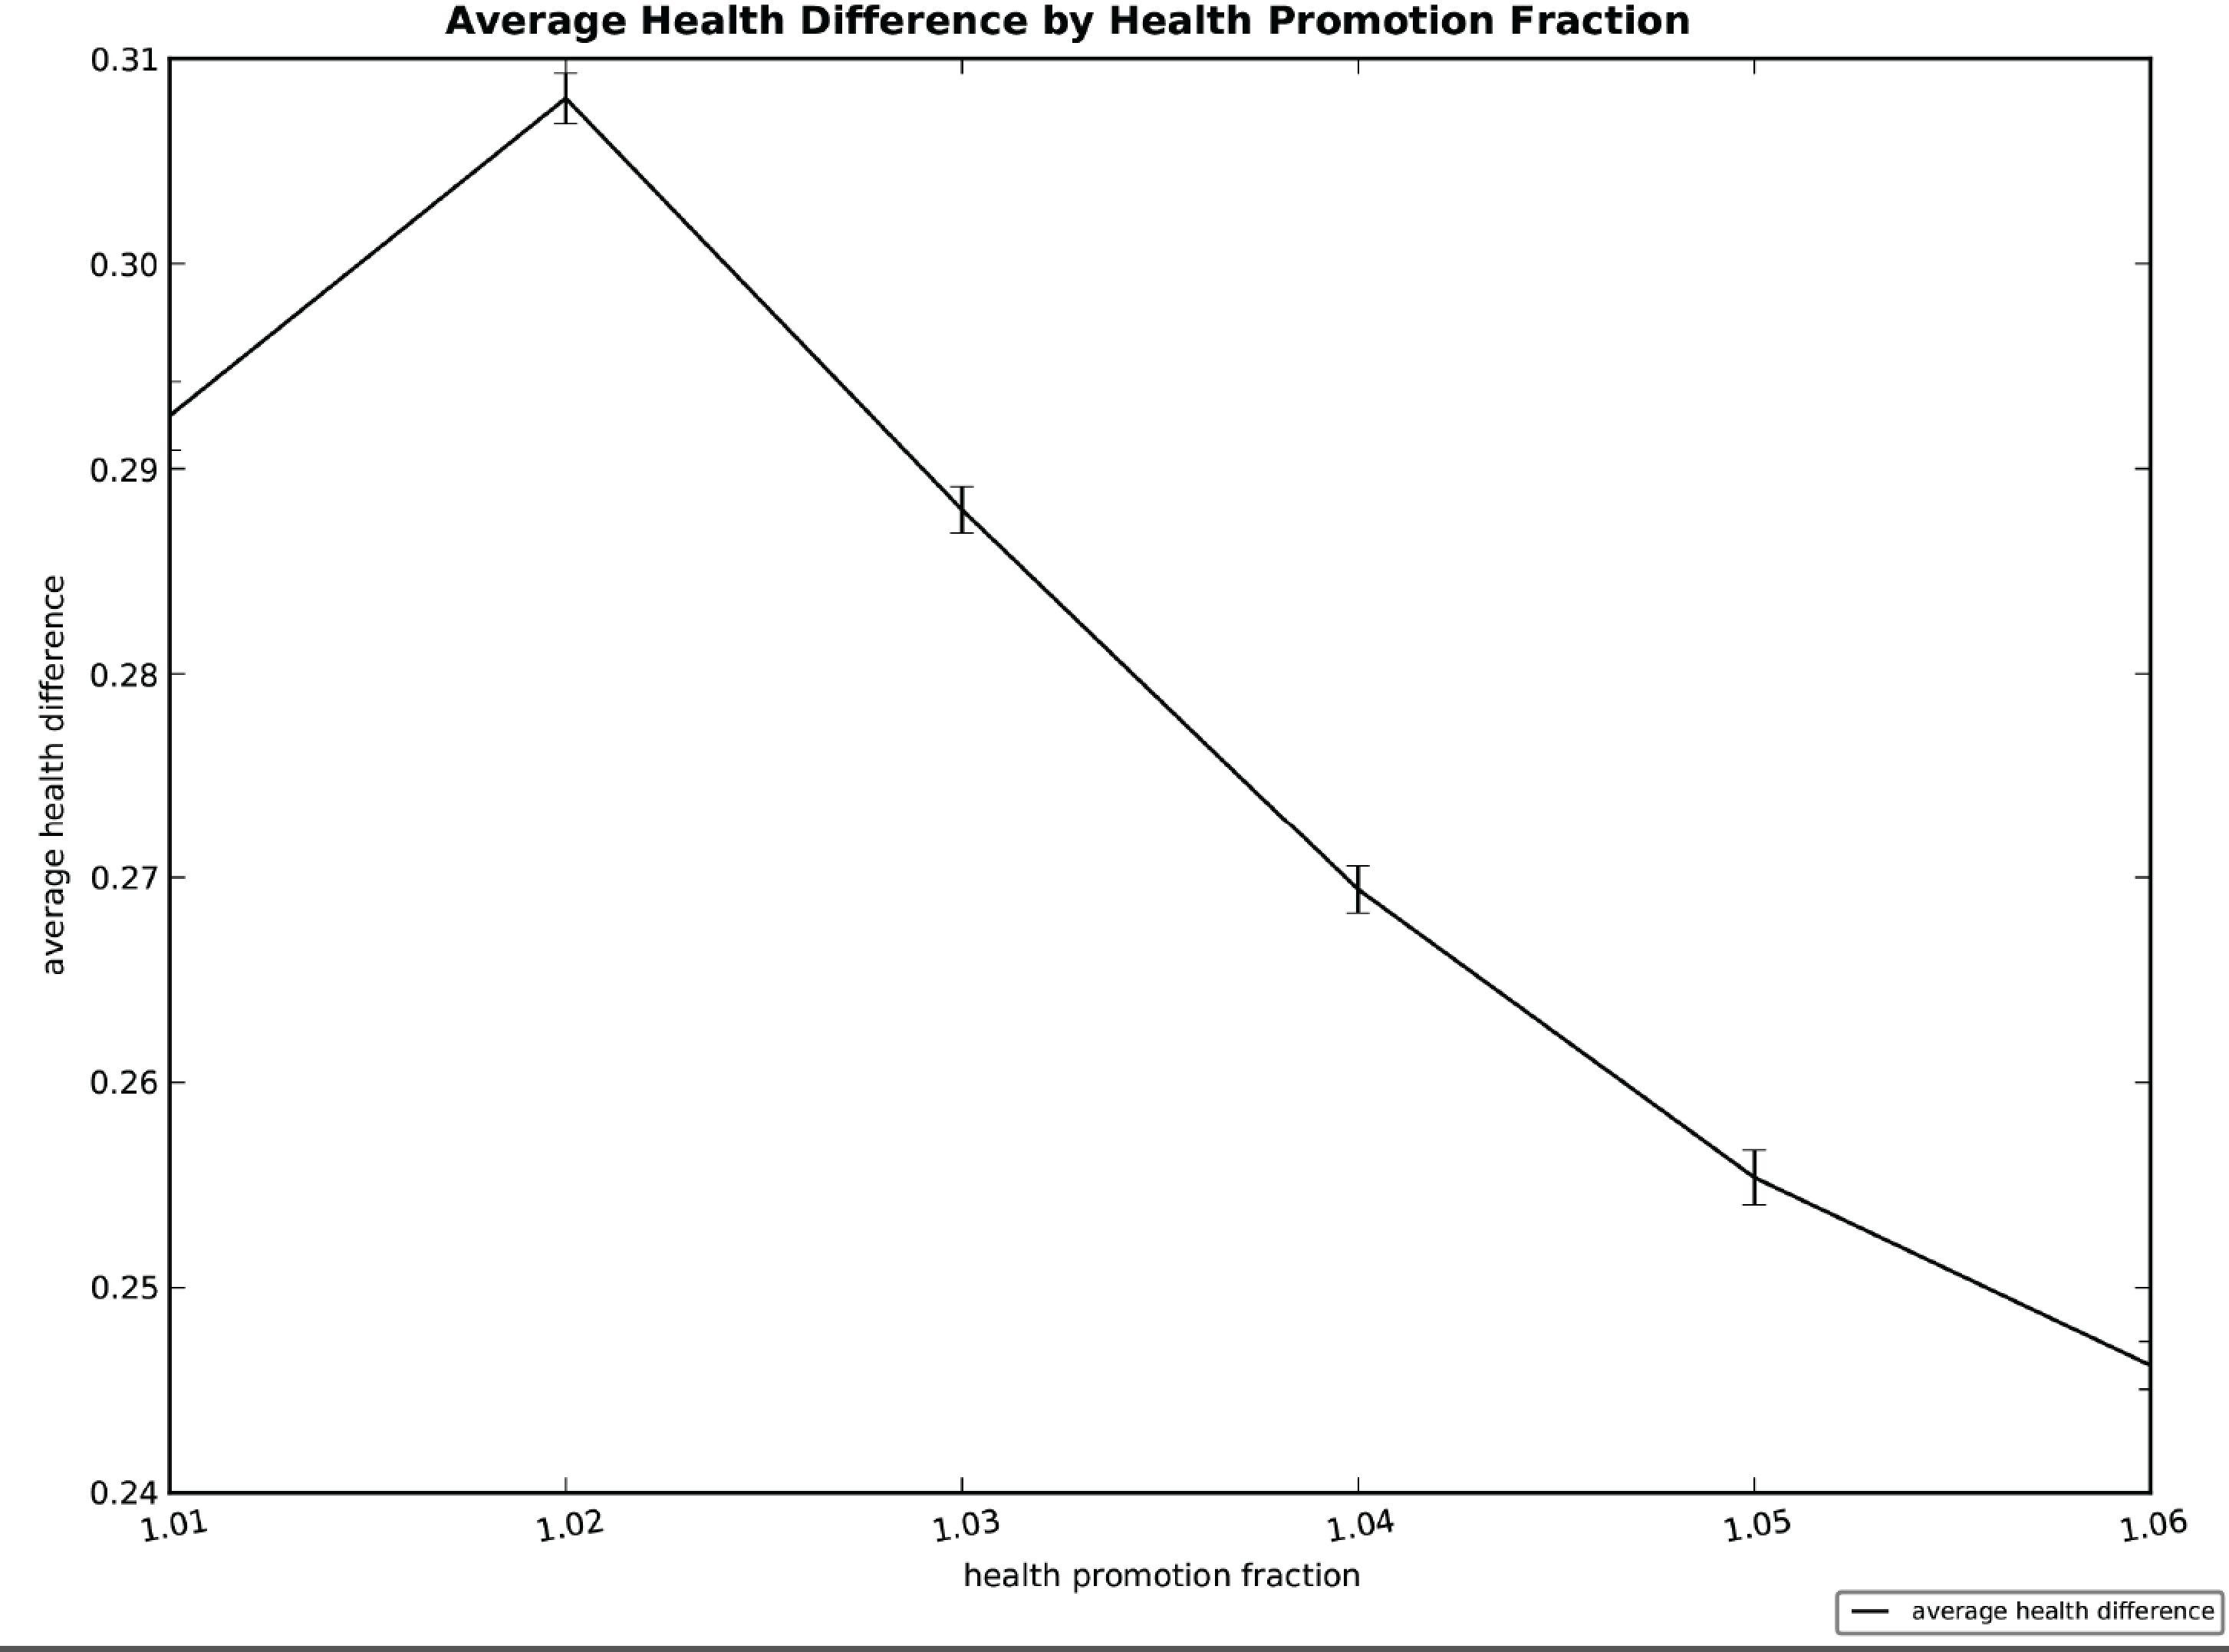 Average Health Difference by Health Promotion Fraction
0.31
0.30
0.29
0.28
0.27
0.26
0.25
0.24
average health difference
1.01 1.02 1.03 1.04 1.05 1.06
health promotion fraction
average health difference